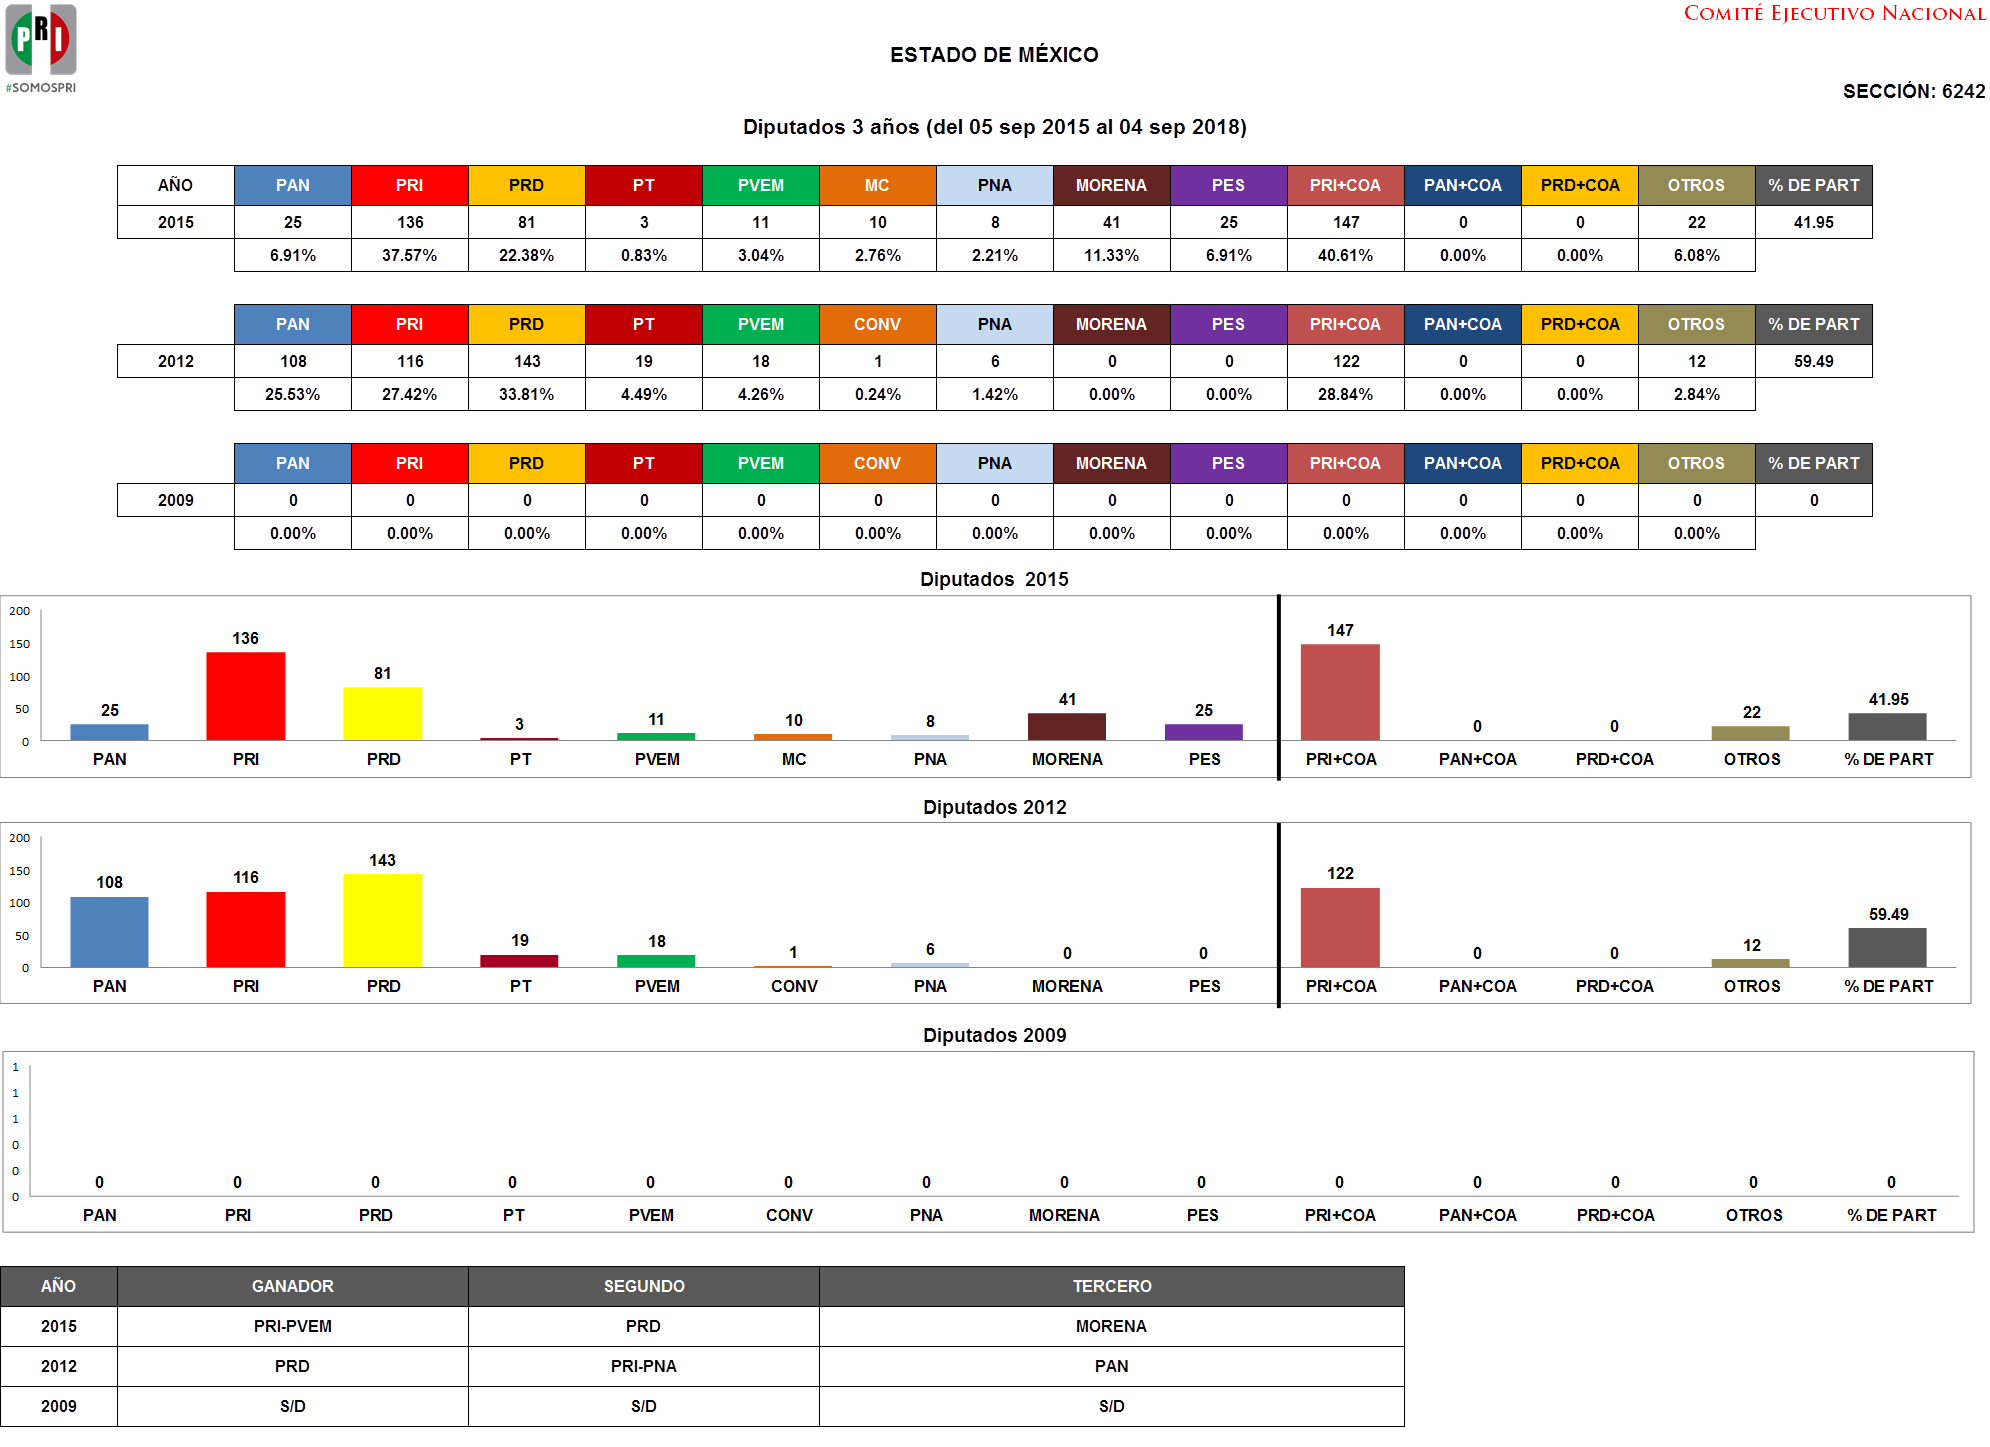 PRI
#SOMOSPRI
COMITÉ EJECUTIVO NACIONAL
ESTADO DE MÉXICO
SECCIÓN: 6242
Diputados 3 años (del 05 sep 2015 al 04 sep 2018)
AÑO PAN PRI PRD PT PVEM MC PNA MORENA PES PRI+COA PAN+COA PRD+COA OTROS % DE PART
2015 25 136 81 3 11 10 8 41 25 147 0 0 22 41.95
6.91% 37.57% 22.38% 0.83% 3.04% 2.76% 2.21% 11.33% 6.91% 40.61% 0.00% 0.00% 6.08%
PAN PRI PRD PT PVEM CONV PNA MORENA PES PRI+COA PAN+COA PRD+COA OTROS % DE PART
2012 108 116 143 19 18 1 6 0 0 122 0 0 12 59.49
25.53% 27.42% 33.81% 4.49% 4.26% 0.24% 1.42% 0.00% 0.00% 28.84% 0.00% 0.00% 2.84%
PAN PRI PRD PT PVEM CONV PNA MORENA PES PRI+COA PAN+COA PRD+COA OTROS % DE PART
2009 0 0 0 0 0 0 0 0 0 0 0 0 0 0
0.00% 0.00% 0.00% 0.00% 0.00% 0.00% 0.00% 0.00% 0.00% 0.00% 0.00% 0.00% 0.00%
Diputados 2015
200
150
100
50
0
25 136 81 3 11 10 8 41 25 147 0 0 22 41.95
PAN PRI PRD PT PVEM MC PNA MORENA PES PRI+COA PAN+COA PRD+COA OTROS % DE PART
Diputados 2012
200
150
100
50
0
108 116 143 19 18 1 6 0 0 122 0 0 12 59.49
PAN PRI PRD PT PVEM CONV PNA MORENA PES PRI+COA PAN+COA PRD+COA OTROS % DE PART
Diputados 2009
1
1
1
0
0
0
0 0 0 0 0 0 0 0 0 0 0 0 0 0
PAN PRI PRD PT PVEM CONV PNA MORENA PES PRI+COA PAN+COA PRD+COA OTROS % DE PART
AÑO GANADOR SEGUNDO TERCERO
2015 PRI-PVEM PRD MORENA
2012 PRD PRI-PNA PAN
2009 S/D S/D S/D